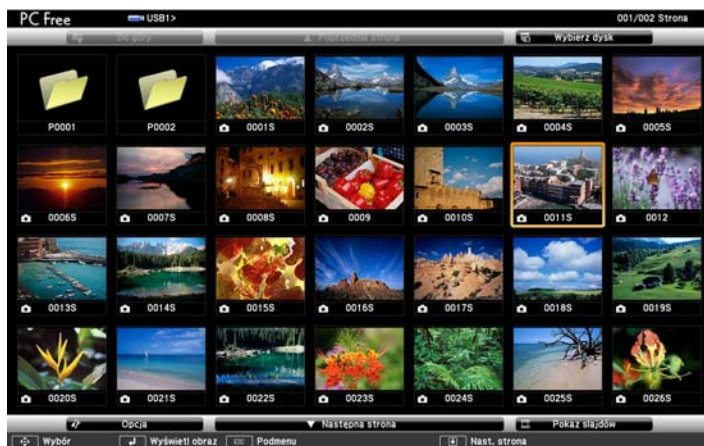 PC Free USB1> 001/002 Strona
Do góry Poprzednia strona Wybierz dysk
P0001 P0002 0001S 0002S 0003S 0004S 0005S
0006S 0007S 0008S 0009 0010S 0011S 0012
0013S 0014S 0015S 0016S 0017S 0018S 0019S
0020S 0021S 0022S 0023S 0024S 0025S 0026S
Opcja Następna strona Pokaz slajdów
Wybór Wyświetl obraz ESC Podmenu Nast. strona